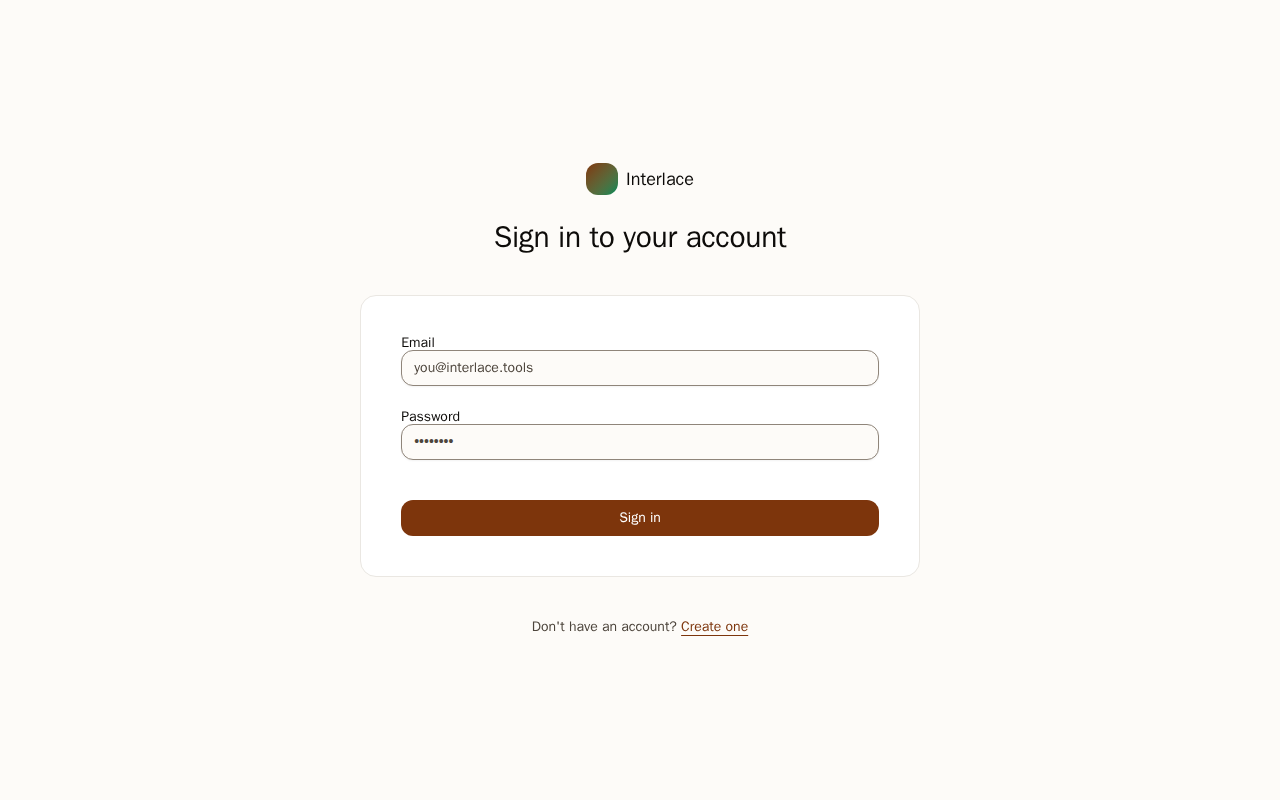 Interlace
Sign in to your account
Email
you@interlace.tools
Password
••••••••
Sign in
Don't have an account? Create one